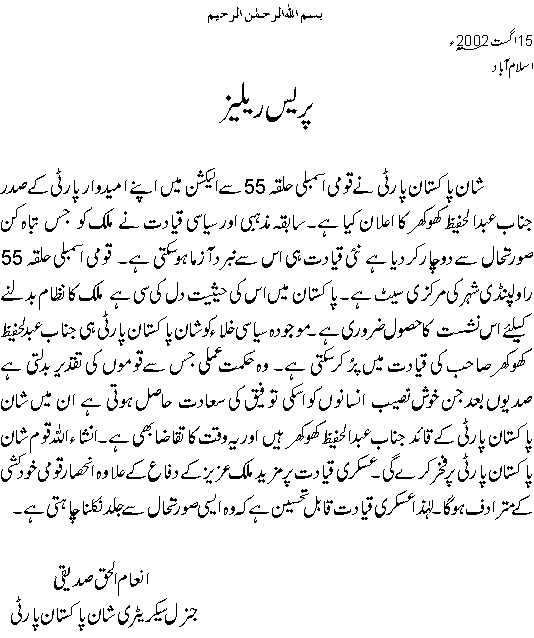 بسم اللہ الرحمٰن الرحیم
15 اگست 2002ء
اسلام آباد
پریس ریلیز
شان پاکستان پارٹی نے قومی اسمبلی حلقہ 55 سے الیکشن میں اپنے امیدوار پارٹی کے صدر
جناب عبدالحفیظ کھوکھر کا اعلان کیا ہے۔ سابقہ مذہبی اور سیاسی قیادت نے ملک کو جس تباہ کن
صورتحال سے دوچار کر دیا ہے نئی قیادت ہی اس سے نبرد آزما ہو سکتی ہے۔ قومی اسمبلی حلقہ 55
راولپنڈی شہر کی مرکزی سیٹ ہے۔ پاکستان میں اس کی حیثیت دل کی سی ہے ملک کا نظام بدلنے
کیلئے اس نشست کا حصول ضروری ہے۔ موجودہ سیاسی خلاء کو شان پاکستان پارٹی ہی جناب عبدالحفیظ
کھوکھر صاحب کی قیادت میں پر کر سکتی ہے۔ وہ حکمت عملی جس سے قوموں کی تقدیر بدلتی ہے
صدیوں بعد جن خوش نصیب انسانوں کو اسکی توفیق کی سعادت حاصل ہوتی ہے ان میں شان
پاکستان پارٹی کے قائد جناب عبدالحفیظ کھوکھر ہیں اور یہ وقت کا تقاضا بھی ہے۔ انشاء اللہ قوم شان
پاکستان پارٹی پر فخر کرے گی۔ عسکری قیادت پر مزید ملک عزیز کے دفاع کے علاوہ انحصار قومی خودکشی
کے مترادف ہوگا۔ لہٰذا عسکری قیادت قابل تحسین ہے کہ وہ ایسی صورتحال سے جلد نکلنا چاہتی ہے۔
انعام الحق صدیقی
جنرل سیکریٹری شان پاکستان پارٹی